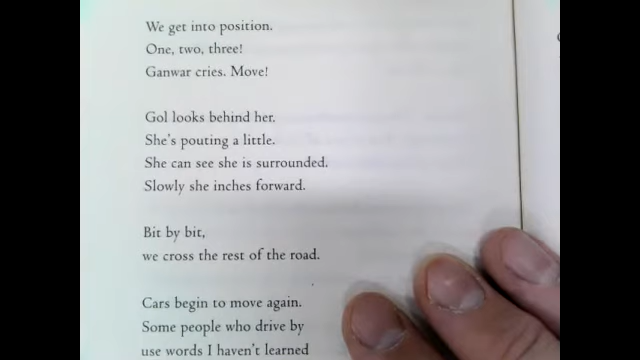 We get into position.
One, two, three!
Ganwar cries. Move!
Gol looks behind her.
She's pouting a little.
She can see she is surrounded.
Slowly she inches forward.
Bit by bit,
we cross the rest of the road.
Cars begin to move again.
Some people who drive by
use words I haven't learned